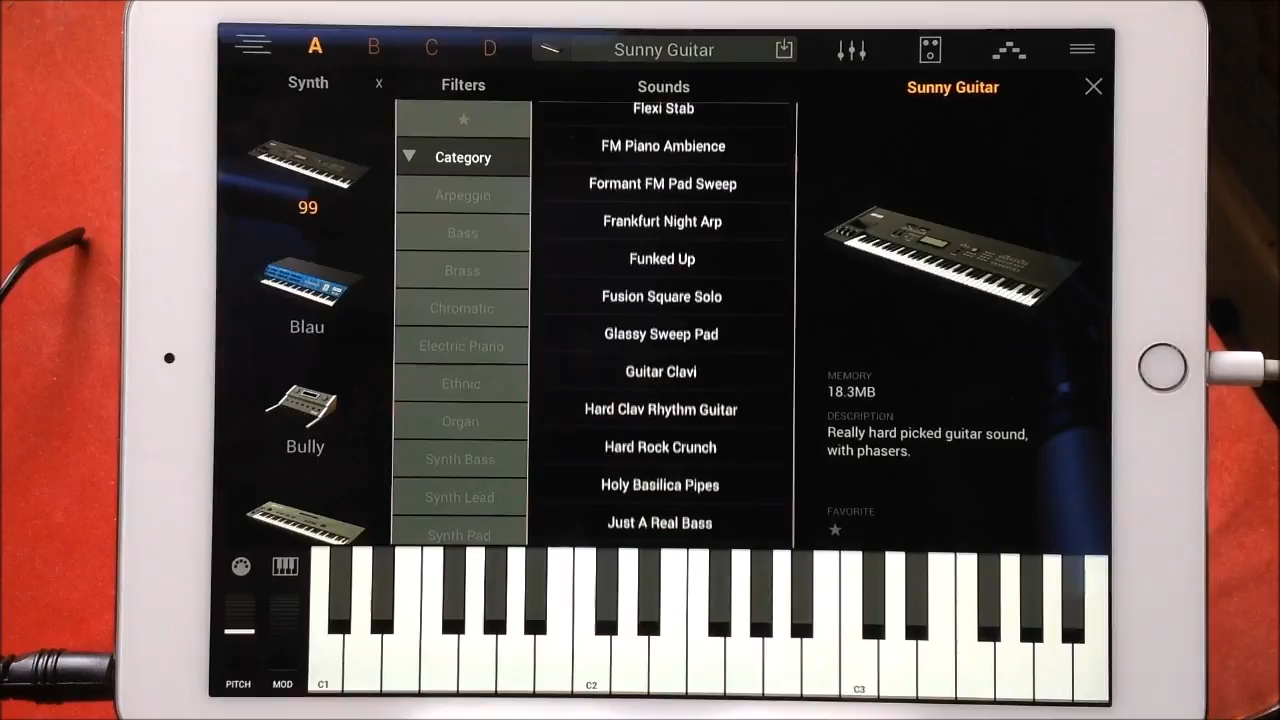 A B C D Sunny Guitar
Synth x Filters Sounds Sunny Guitar
99
Blau
Bully
Category
Arpeggio
Bass
Brass
Chromatic
Electric Piano
Ethnic
Organ
Synth Bass
Synth Lead
Synth Pad
Flexi Stab
FM Piano Ambience
Formant FM Pad Sweep
Frankfurt Night Arp
Funked Up
Fusion Square Solo
Glassy Sweep Pad
Guitar Clavi
Hard Clav Rhythm Guitar
Hard Rock Crunch
Holy Basilica Pipes
Just A Real Bass
MEMORY
18.3MB
DESCRIPTION
Really hard picked guitar sound,
with phasers.
FAVORITE
PITCH MOD C1 C2 C3